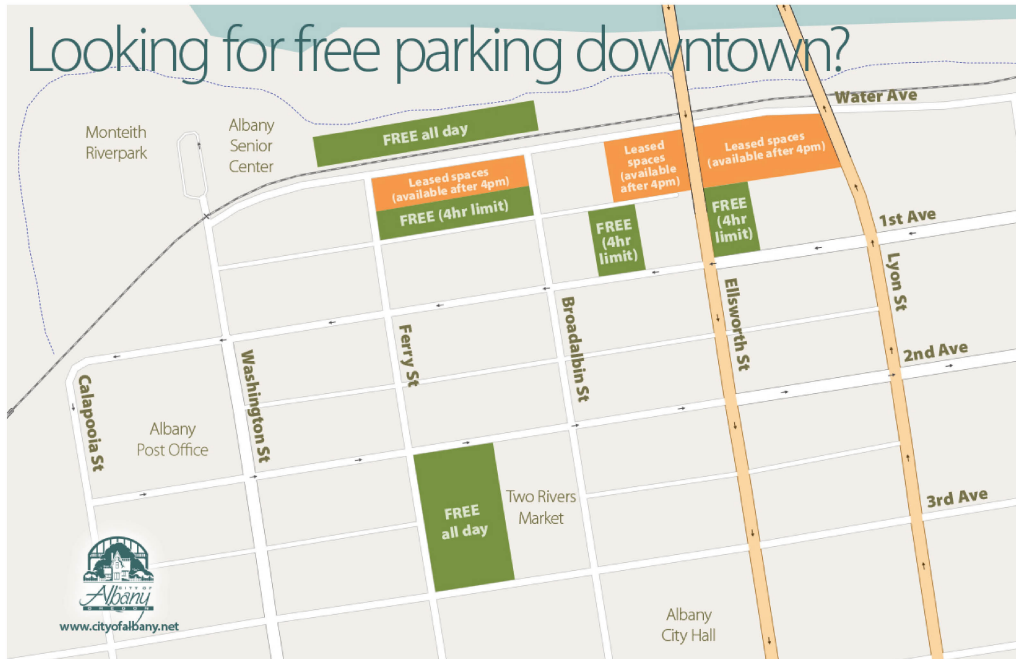 Looking for free parking downtown?
Water Ave
Monteith
Riverpark
Albany
Senior
Center
FREE all day
Leased spaces
(available after 4pm)
FREE (4hr limit)
Leased
spaces
(available
after 4pm)
Leased spaces
(available after 4pm)
FREE
(4hr
limit)
FREE
(4hr
limit)
1st Ave
Lyon St
Ellsworth St
Broadalbin St
Ferry St
Washington St
Calapooia St
2nd Ave
Albany
Post Office
FREE
all day
Two Rivers
Market
3rd Ave
Albany
City Hall
CITY OF
Albany
OREGON
www.cityofalbany.net